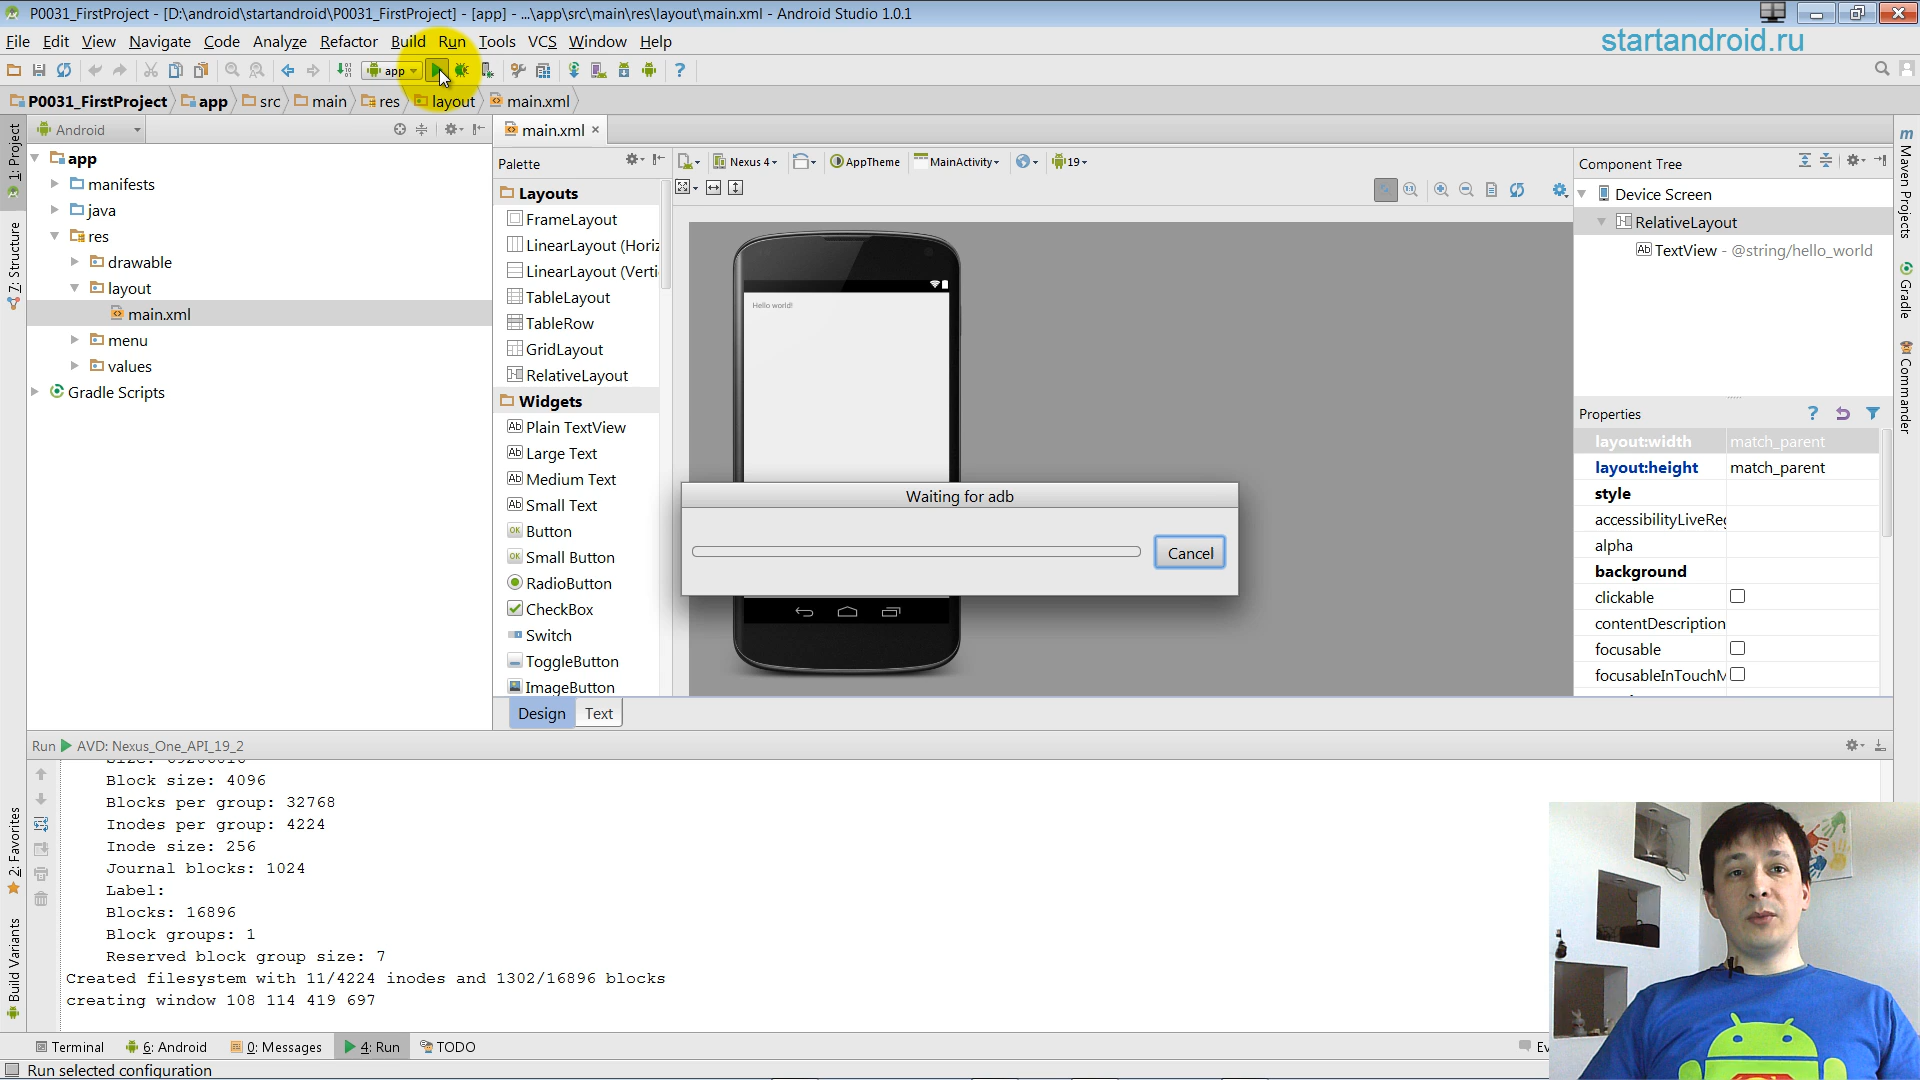 P0031_FirstProject - [D:\android\startandroid\P0031_FirstProject] - [app] - ...\app\src\main\res\layout\main.xml - Android Studio 1.0.1
File Edit View Navigate Code Analyze Refactor Build Run Tools VCS Window Help
startandroid.ru
app
P0031_FirstProject app src main res layout main.xml
1: Project
7: Structure
2: Favorites
Build Variants
Android
app
manifests
java
res
drawable
layout
main.xml
menu
values
Gradle Scripts
main.xml
Palette
Layouts
FrameLayout
LinearLayout (Horiz
LinearLayout (Verti
TableLayout
TableRow
GridLayout
RelativeLayout
Widgets
Plain TextView
Large Text
Medium Text
Small Text
Button
Small Button
RadioButton
CheckBox
Switch
ToggleButton
ImageButton
Nexus 4 AppTheme MainActivity 19
Hello world!
Waiting for adb
Cancel
Design Text
Component Tree
Device Screen
RelativeLayout
TextView - @string/hello_world
Properties
layout:width match_parent
layout:height match_parent
style
accessibilityLiveReg
alpha
background
clickable
contentDescription
focusable
focusableInTouchM
Maven Projects
Gradle
Commander
Run AVD: Nexus_One_API_19_2
Block size: 4096
Blocks per group: 32768
Inodes per group: 4224
Inode size: 256
Journal blocks: 1024
Label:
Blocks: 16896
Block groups: 1
Reserved block group size: 7
Created filesystem with 11/4224 inodes and 1302/16896 blocks
creating window 108 114 419 697
Terminal 6: Android 0: Messages 4: Run TODO Ev
Run selected configuration